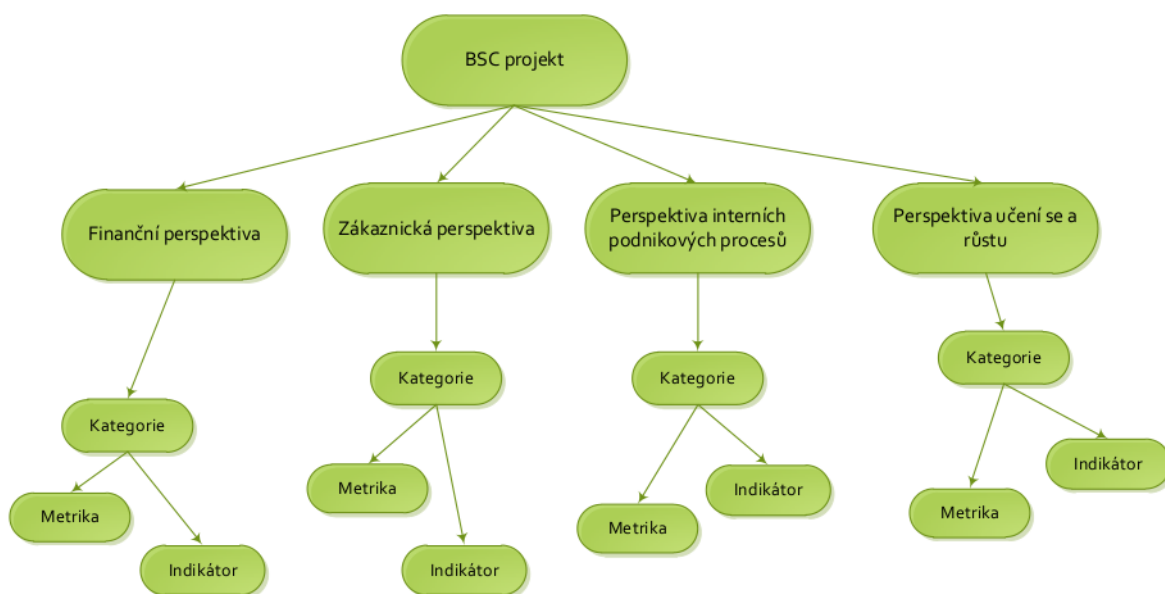 BSC projekt
Finanční perspektiva
Zákaznická perspektiva
Perspektiva interních
podnikových procesů
Perspektiva učení se a
růstu
Kategorie
Kategorie
Kategorie
Kategorie
Metrika
Indikátor
Metrika
Indikátor
Metrika
Indikátor
Metrika
Indikátor